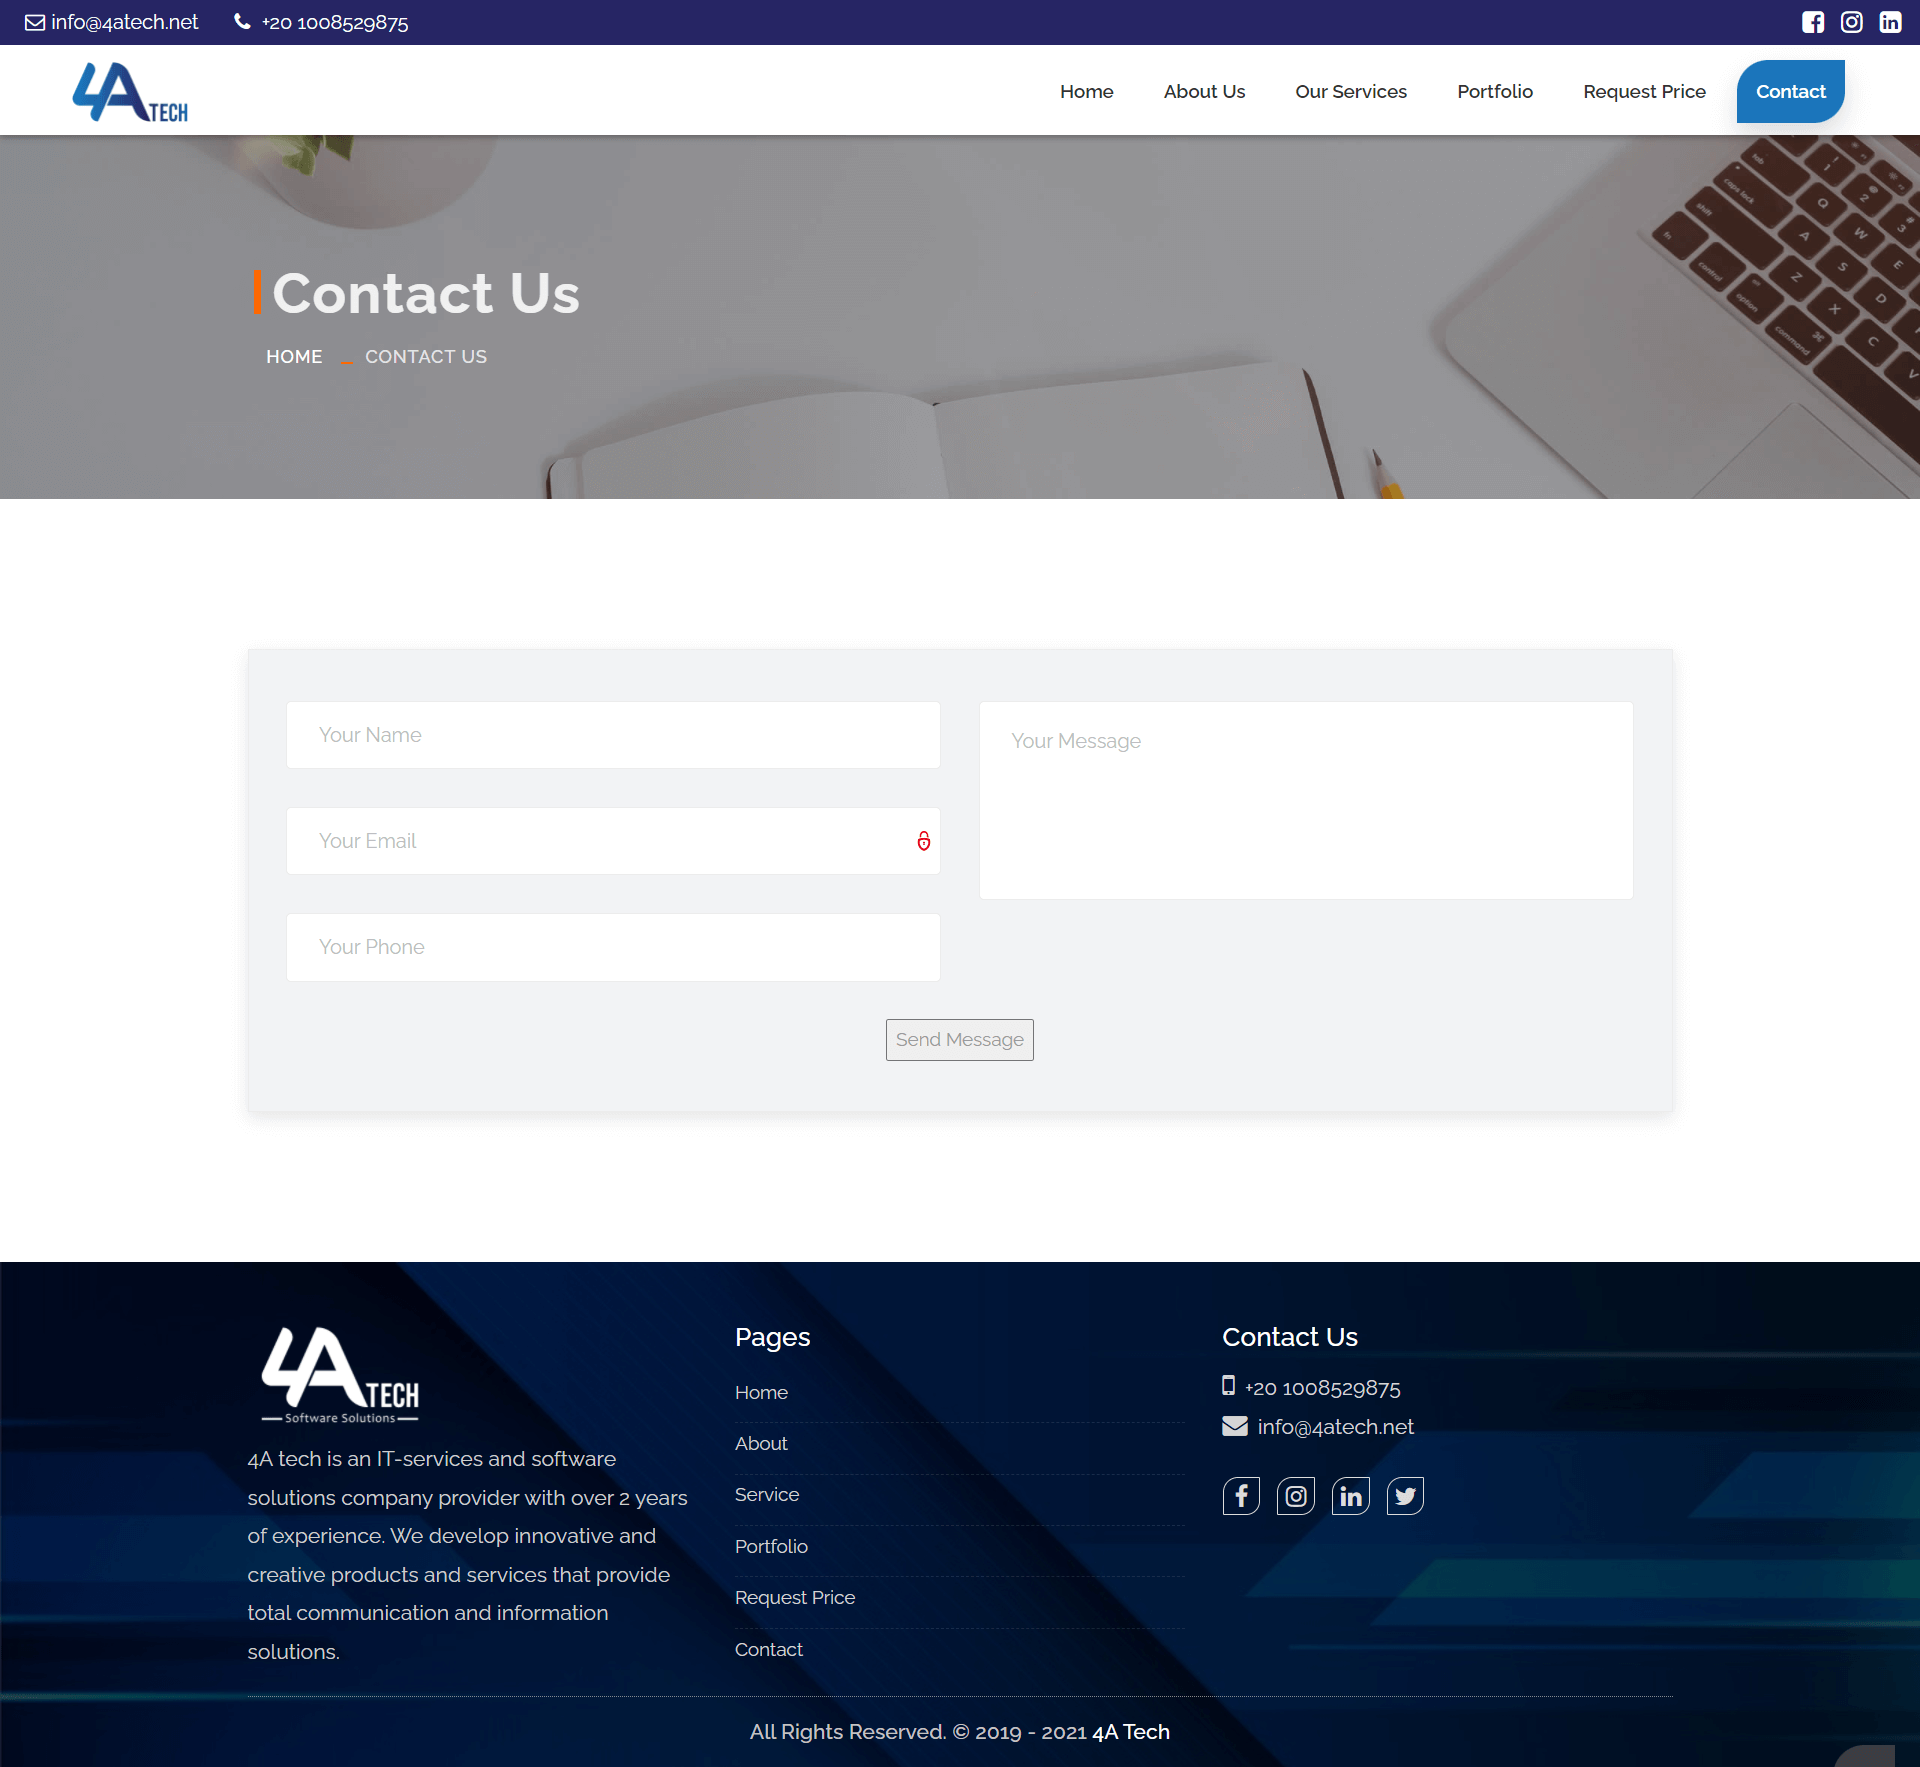 info@4atech.net +20 1008529875
4A TECH
Home About Us Our Services Portfolio Request Price Contact
Contact Us
HOME _ CONTACT US
Your Name
Your Message
Your Email
Your Phone
Send Message
4A TECH
Software Solutions
4A tech is an IT-services and software
solutions company provider with over 2 years
of experience. We develop innovative and
creative products and services that provide
total communication and information
solutions.
Pages
Home
About
Service
Portfolio
Request Price
Contact
Contact Us
+20 1008529875
info@4atech.net
All Rights Reserved. © 2019 - 2021 4A Tech